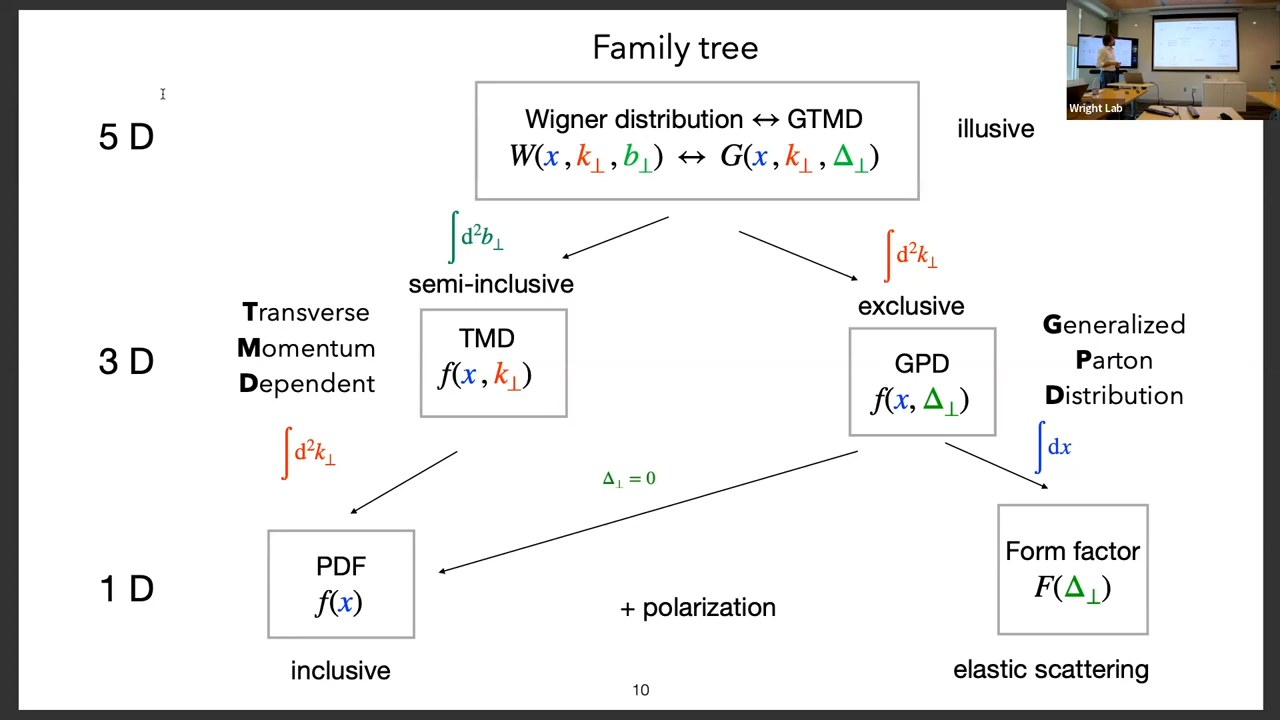 Family tree
Wright Lab
5 D
Wigner distribution ↔ GTMD
W(x, k⊥, b⊥) ↔ G(x, k⊥, Δ⊥)
illusive
∫d²b⊥
∫d²k⊥
semi-inclusive
exclusive
Transverse
Momentum
Dependent
3 D
TMD
f(x, k⊥)
GPD
f(x, Δ⊥)
Generalized
Parton
Distribution
∫d²k⊥
Δ⊥ = 0
∫dx
1 D
PDF
f(x)
inclusive
+ polarization
Form factor
F(Δ⊥)
elastic scattering
10